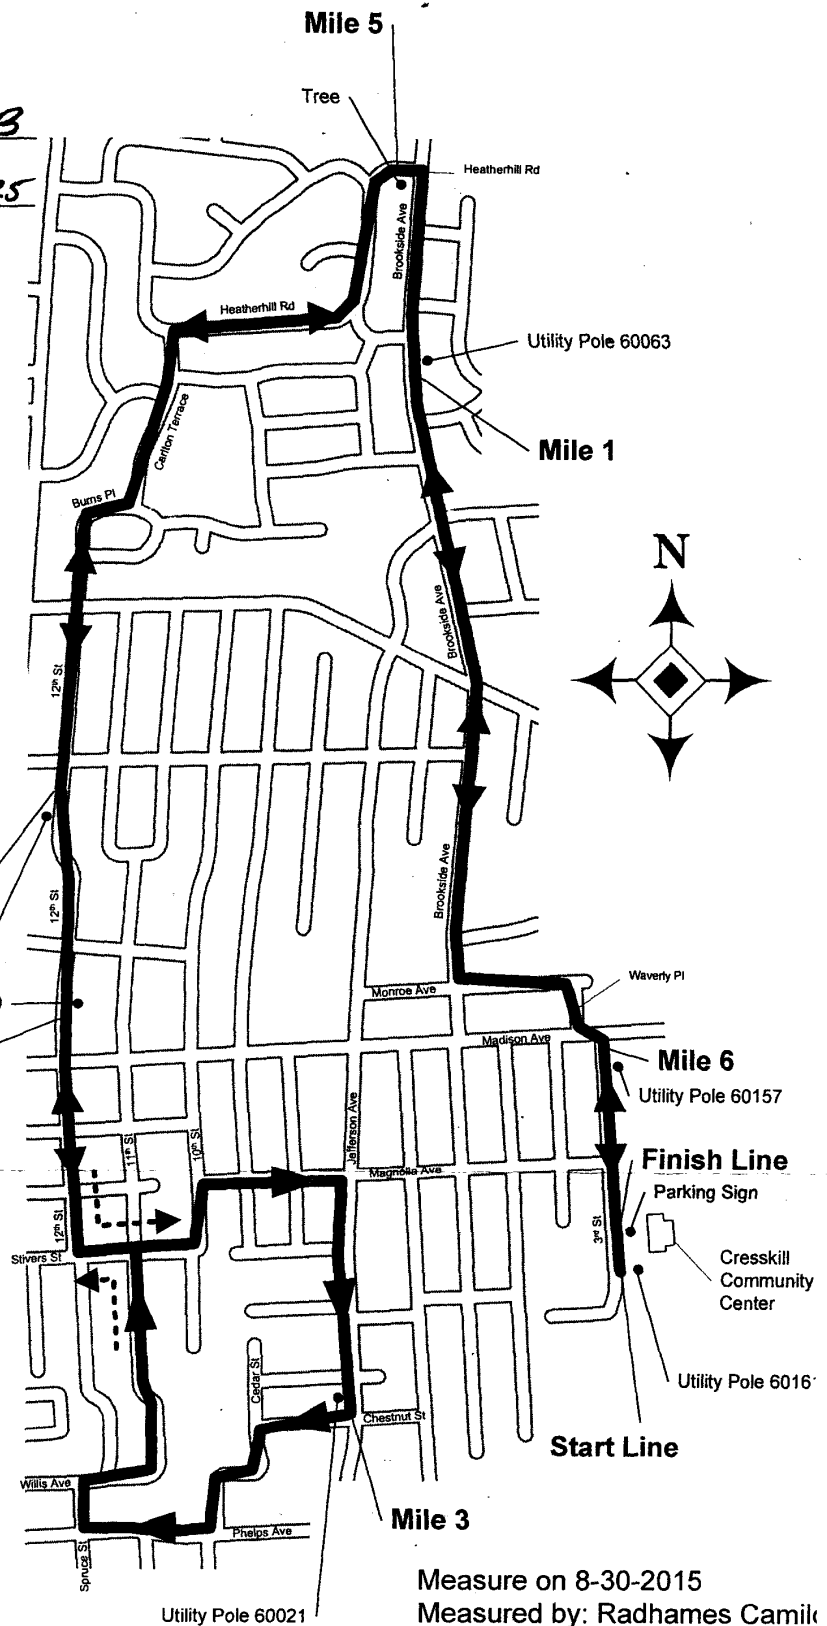 Mile 5
Tree
Heatherhill Rd
Brookside Ave
Heatherhill Rd
Utility Pole 60063
Carlton Terrace
Mile 1
Burns Pl
N
Brookside Ave
12th St
Brookside Ave
12th St
Waverly Pl
Monroe Ave
Madison Ave
Mile 6
Utility Pole 60157
Jefferson Ave
11th St
10th St
Magnolia Ave
Finish Line
Parking Sign
12th St
3rd St
Stivers St
Cresskill
Community
Center
Cedar St
Utility Pole 6016
Chestnut St
Start Line
Willis Ave
Mile 3
Phelps Ave
Spruce St
Measure on 8-30-2015
Utility Pole 60021
Measured by: Radhames Camilo